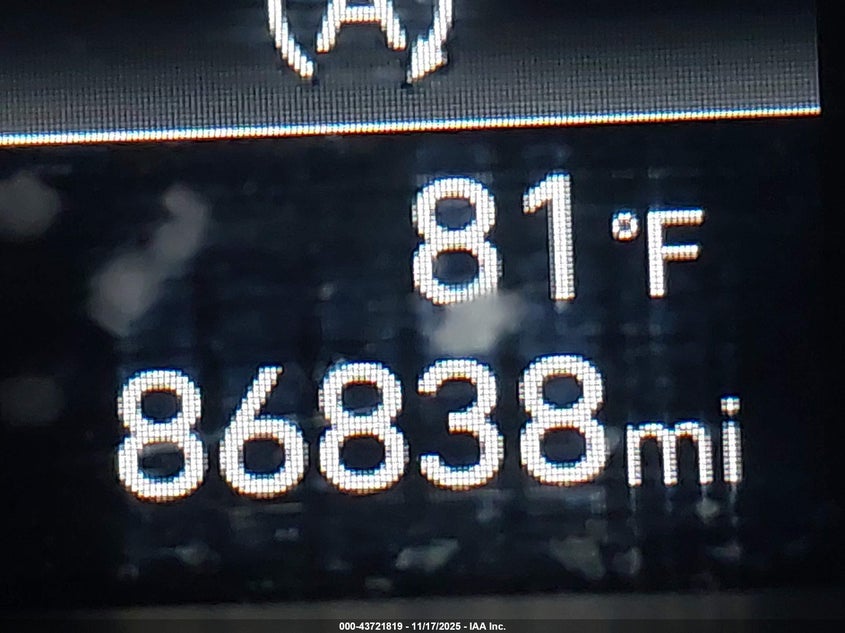 (A)
81 °F
86838 mi
000-43721819 - 11/17/2025 - IAA Inc.